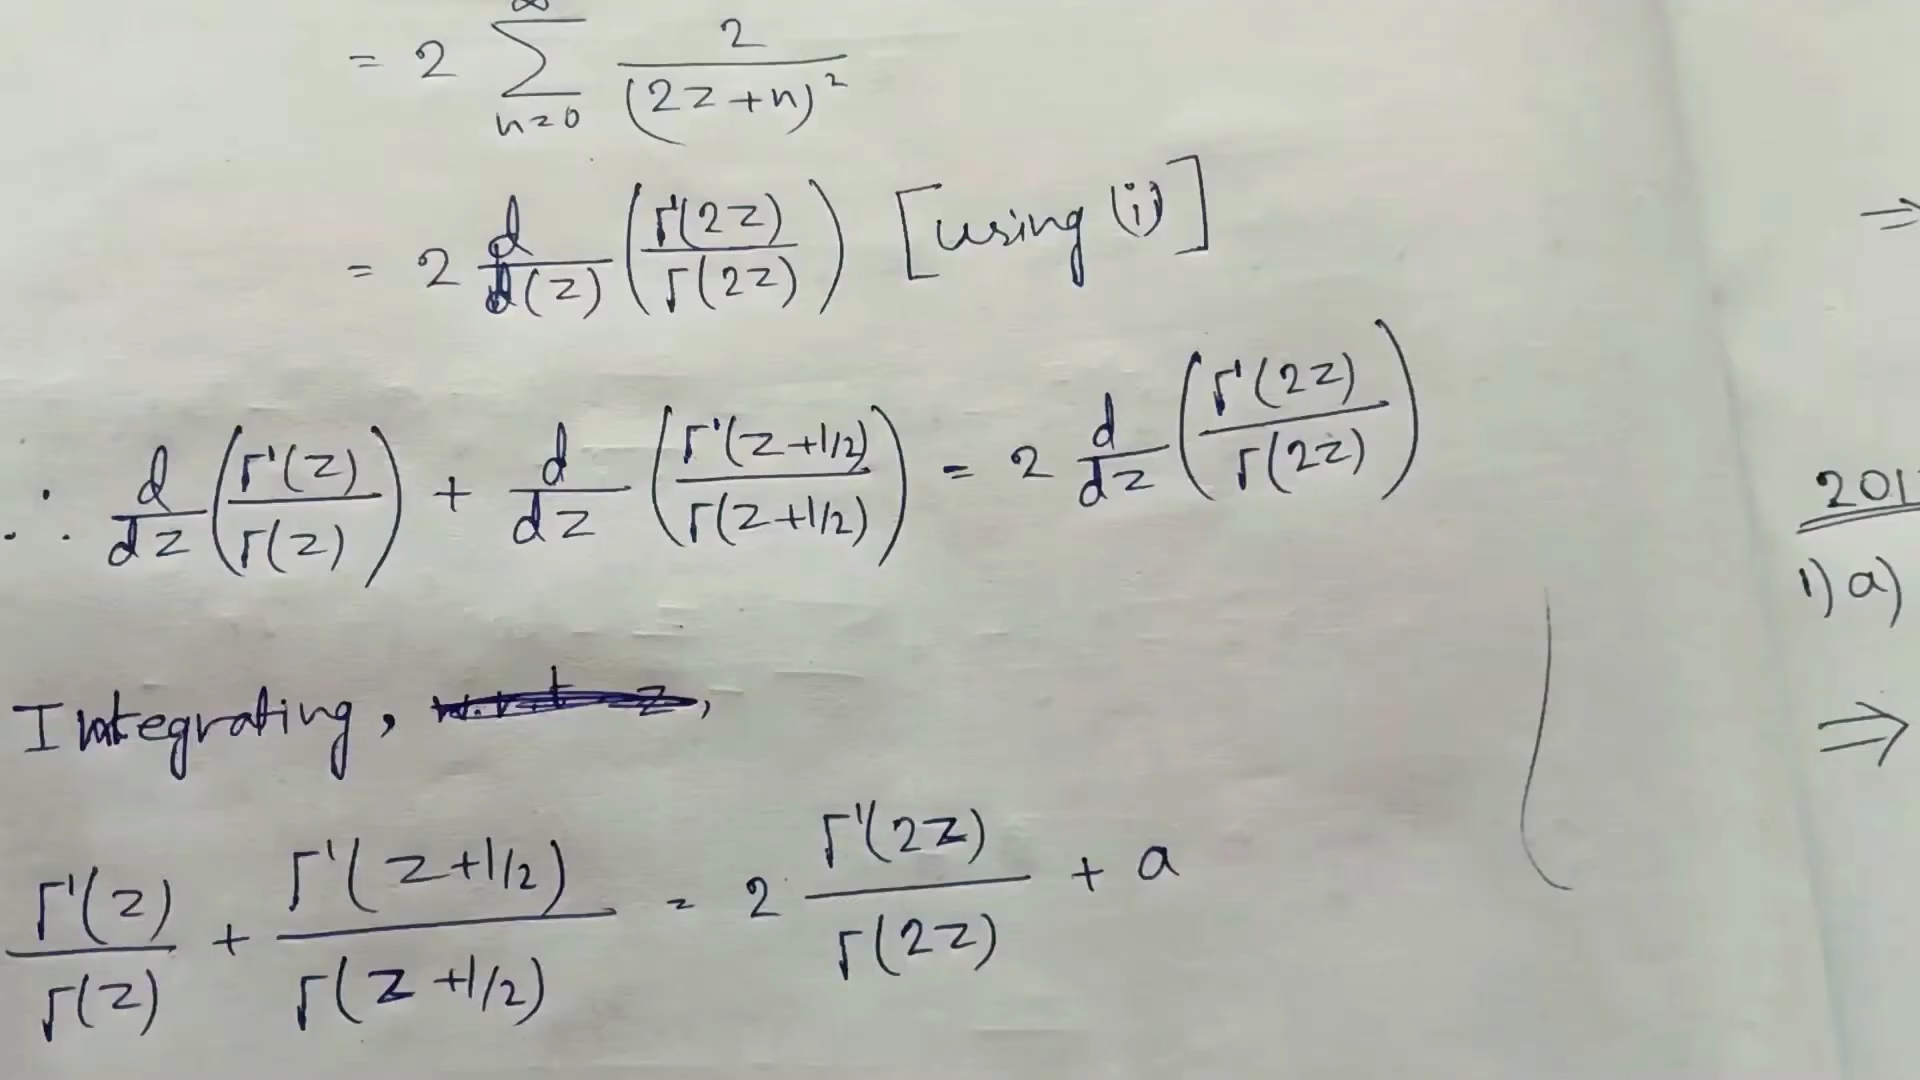 = 2 ∑_{n=0}^{∞} 2/(2z+n)²
= 2 d/d(z) (Γ'(2z)/Γ(2z)) [using (i)]
∴ d/dz (Γ'(z)/Γ(z)) + d/dz (Γ'(z+1/2)/Γ(z+1/2)) = 2 d/dz (Γ'(2z)/Γ(2z))
Integrating,
Γ'(z)/Γ(z) + Γ'(z+1/2)/Γ(z+1/2) = 2 Γ'(2z)/Γ(2z) + a
⇒
201
1) a)
⇒